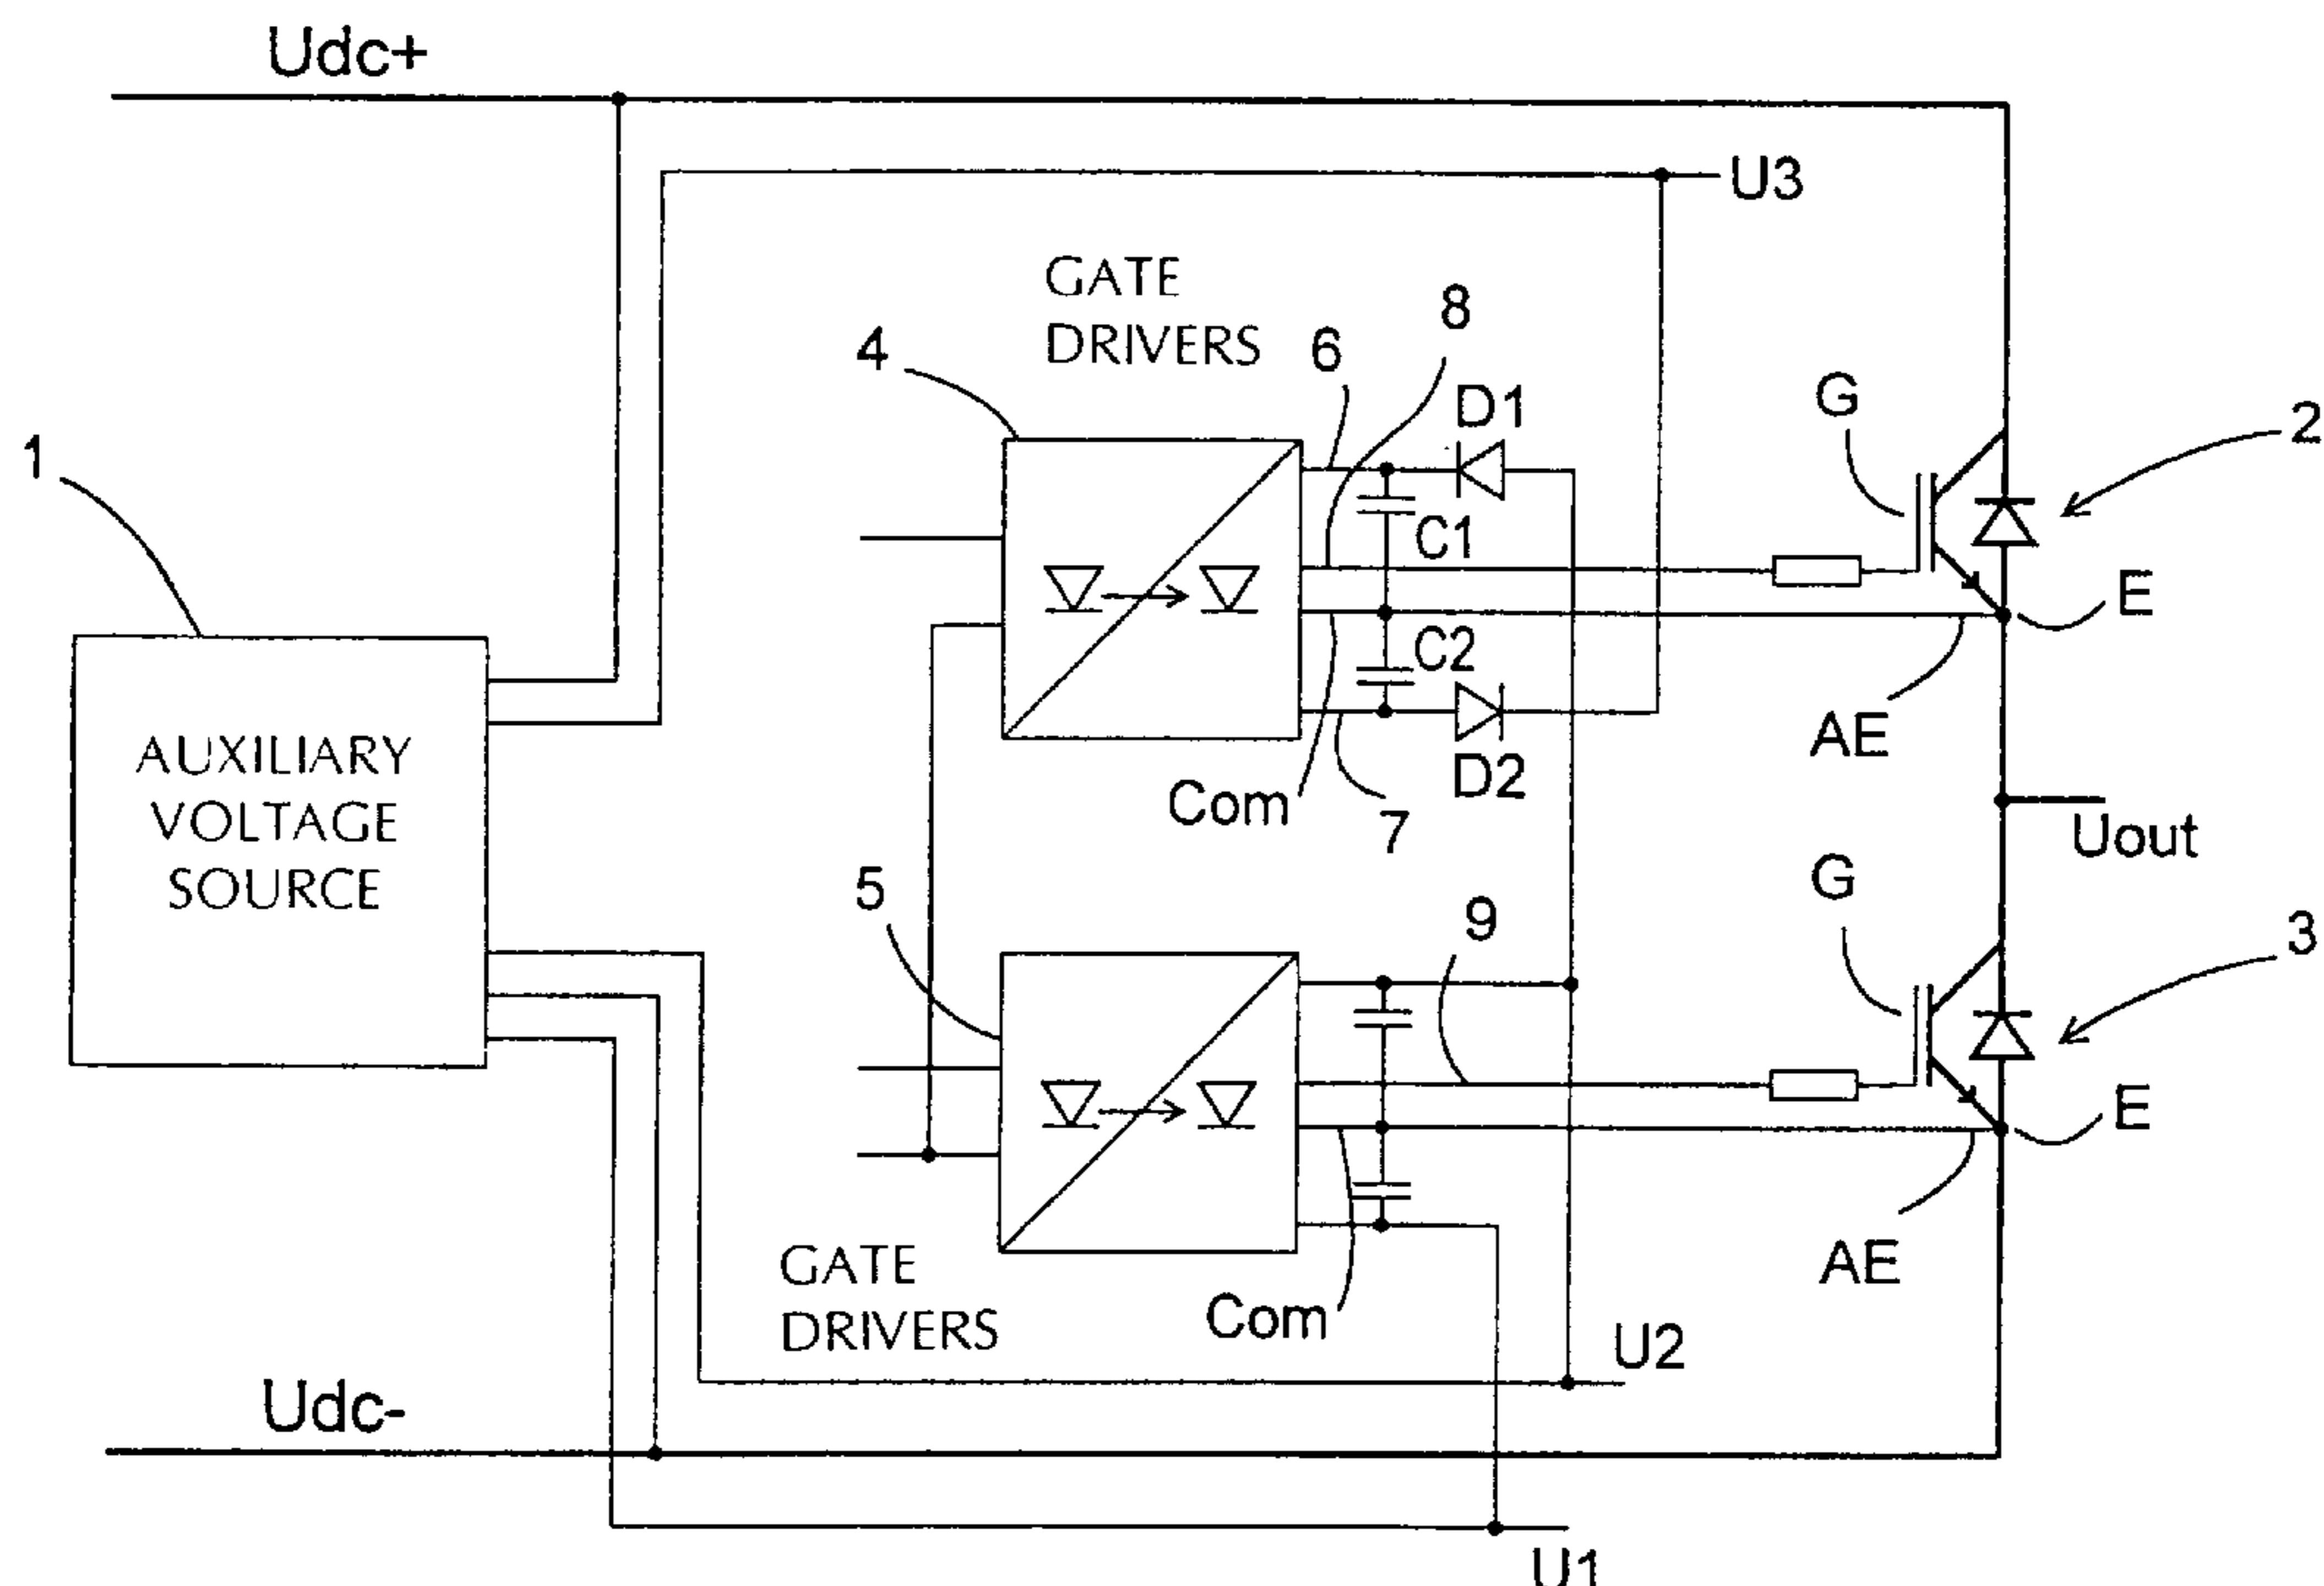 Udc+
U3
GATE
DRIVERS
8
4
6
D1
G
2
1
C1
E
C2
AUXILIARY
VOLTAGE
SOURCE
AE
D2
Com
7
Uout
5
G
9
3
E
GATE
DRIVERS
AE
Com
U2
Udc-
U1